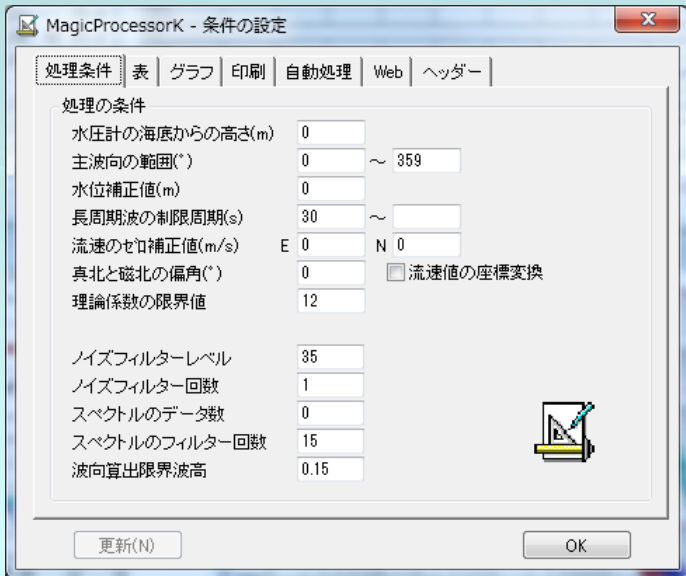 MagicProcessorK - 条件の設定
処理条件 表 グラフ 印刷 自動処理 Web ヘッダー
処理の条件
水圧計の海底からの高さ(m) 0
主波向の範囲(°) 0 ～ 359
水位補正値(m) 0
長周期波の制限周期(s) 30 ～
流速のゼロ補正値(m/s) E 0 N 0
真北と磁北の偏角(°) 0 流速値の座標変換
理論係数の限界値 12
ノイズフィルターレベル 35
ノイズフィルター回数 1
スペクトルのデータ数 0
スペクトルのフィルター回数 15
波向算出限界波高 0.15
更新(N) OK